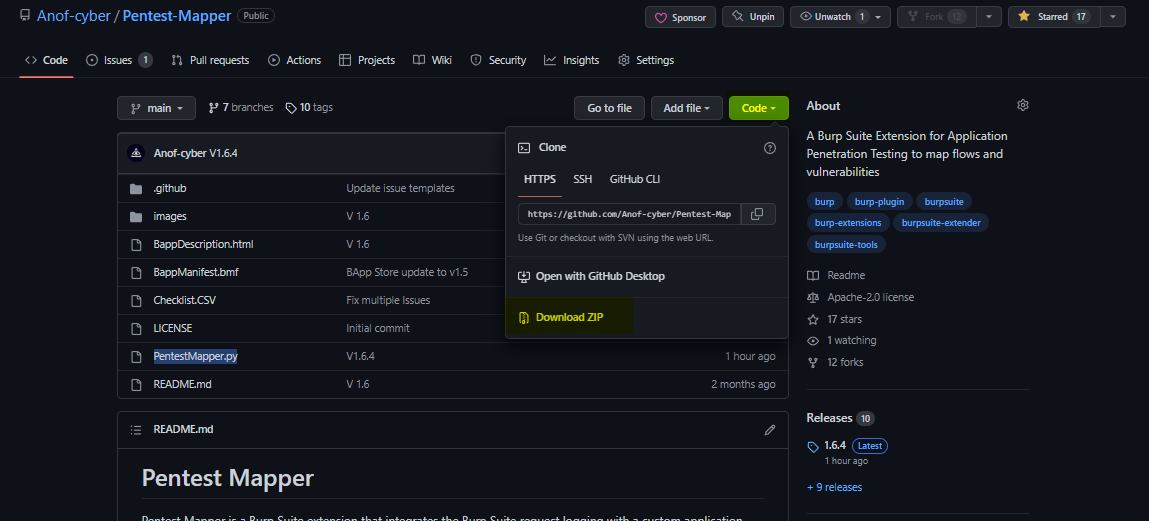 Anof-cyber / Pentest-Mapper Public
Sponsor Unpin Unwatch 1 Fork 12 Starred 17
Code Issues 1 Pull requests Actions Projects Wiki Security Insights Settings
main 7 branches 10 tags Go to file Add file Code
Anof-cyber V1.6.4
.github Update issue templates
images V 1.6
BappDescription.html V 1.6
BappManifest.bmf BApp Store update to v1.5
Checklist.CSV Fix multiple Issues
LICENSE Initial commit
PentestMapper.py V1.6.4 1 hour ago
README.md V 1.6 2 months ago
Clone
HTTPS SSH GitHub CLI
https://github.com/Anof-cyber/Pentest-Map
Use Git or checkout with SVN using the web URL.
Open with GitHub Desktop
Download ZIP
README.md
Pentest Mapper
Pentest Mapper is a Burp Suite extension that integrates the Burp Suite request logging with a custom application
About
A Burp Suite Extension for Application
Penetration Testing to map flows and
vulnerabilities
burp burp-plugin burpsuite
burp-extensions burpsuite-extender
burpsuite-tools
Readme
Apache-2.0 license
17 stars
1 watching
12 forks
Releases 10
1.6.4 Latest
1 hour ago
+ 9 releases